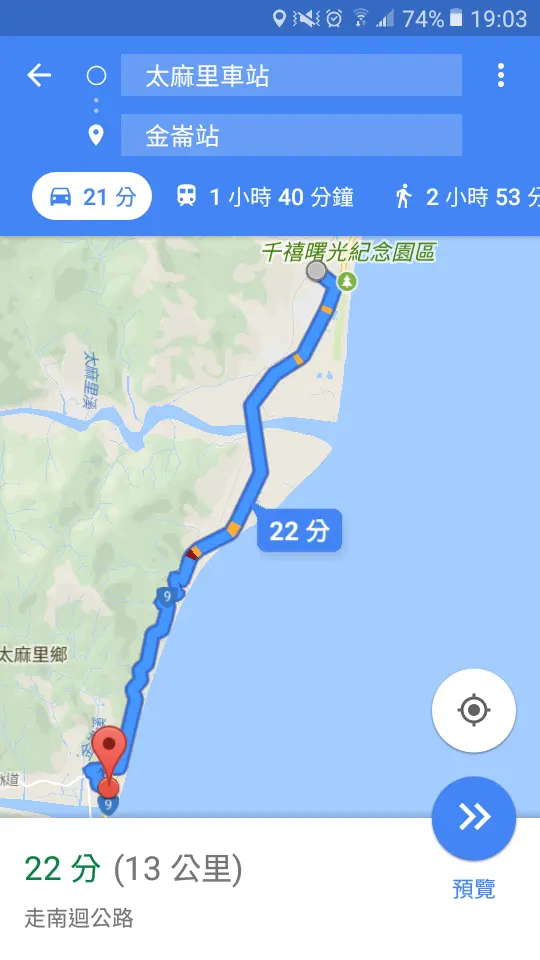 74% 19:03
太麻里車站
金崙站
21 分
1 小時 40 分鐘
2 小時 53 分
千禧曙光紀念園區
太麻里溪
22 分
9
太麻里鄉
9
22 分 (13 公里)
預覽
走南迴公路